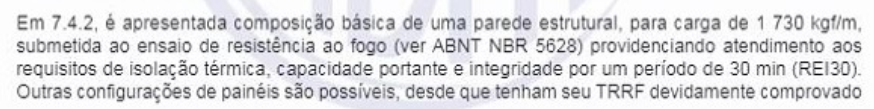 Em 7.4.2, é apresentada composição básica de uma parede estrutural, para carga de 1 730 kgf/m,
submetida ao ensaio de resistência ao fogo (ver ABNT NBR 5628) providenciando atendimento aos
requisitos de isolação térmica, capacidade portante e integridade por um período de 30 min (REI30).
Outras configurações de painéis são possíveis, desde que tenham seu TRRF devidamente comprovado